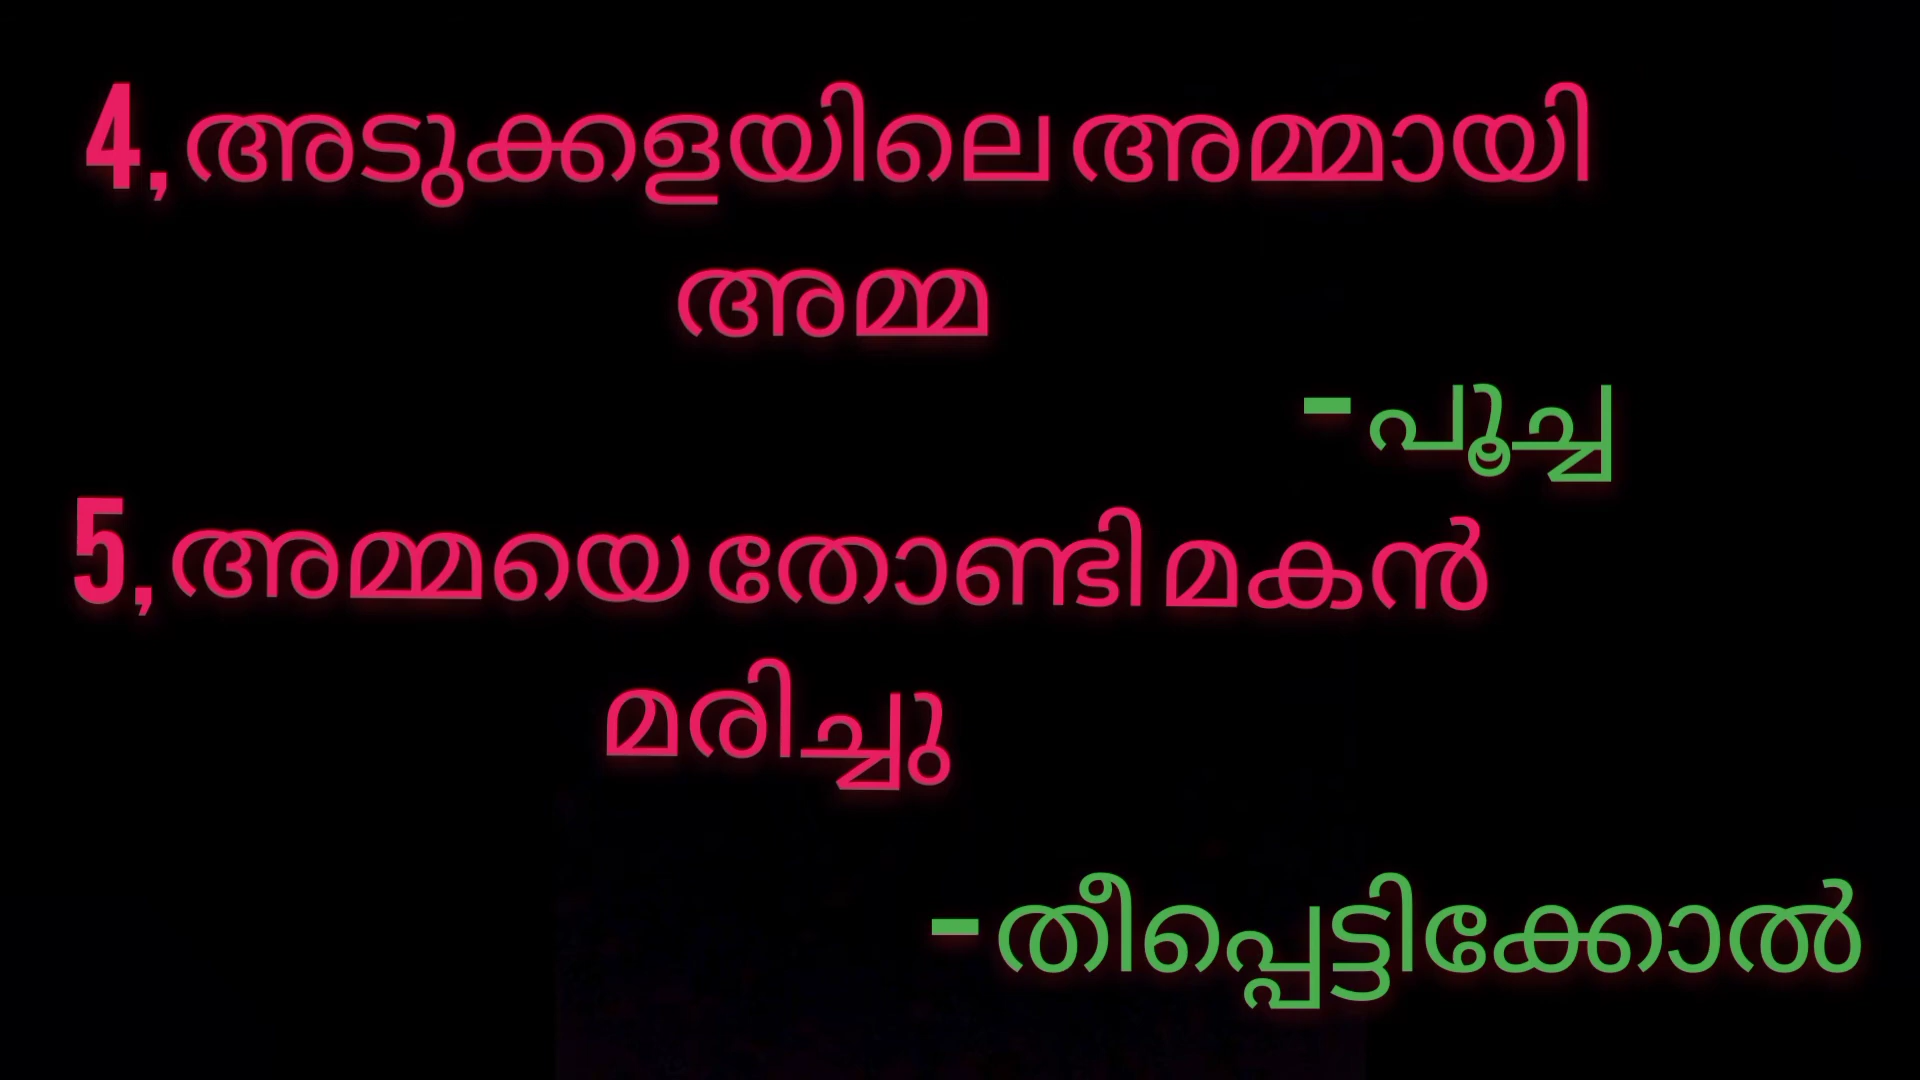 4, അടുക്കളയിലെ അമ്മായി
അമ്മ
- പൂച്ച
5, അമ്മയെ തോണ്ടി മകൻ
മരിച്ചു
- തീപ്പെട്ടിക്കോൽ